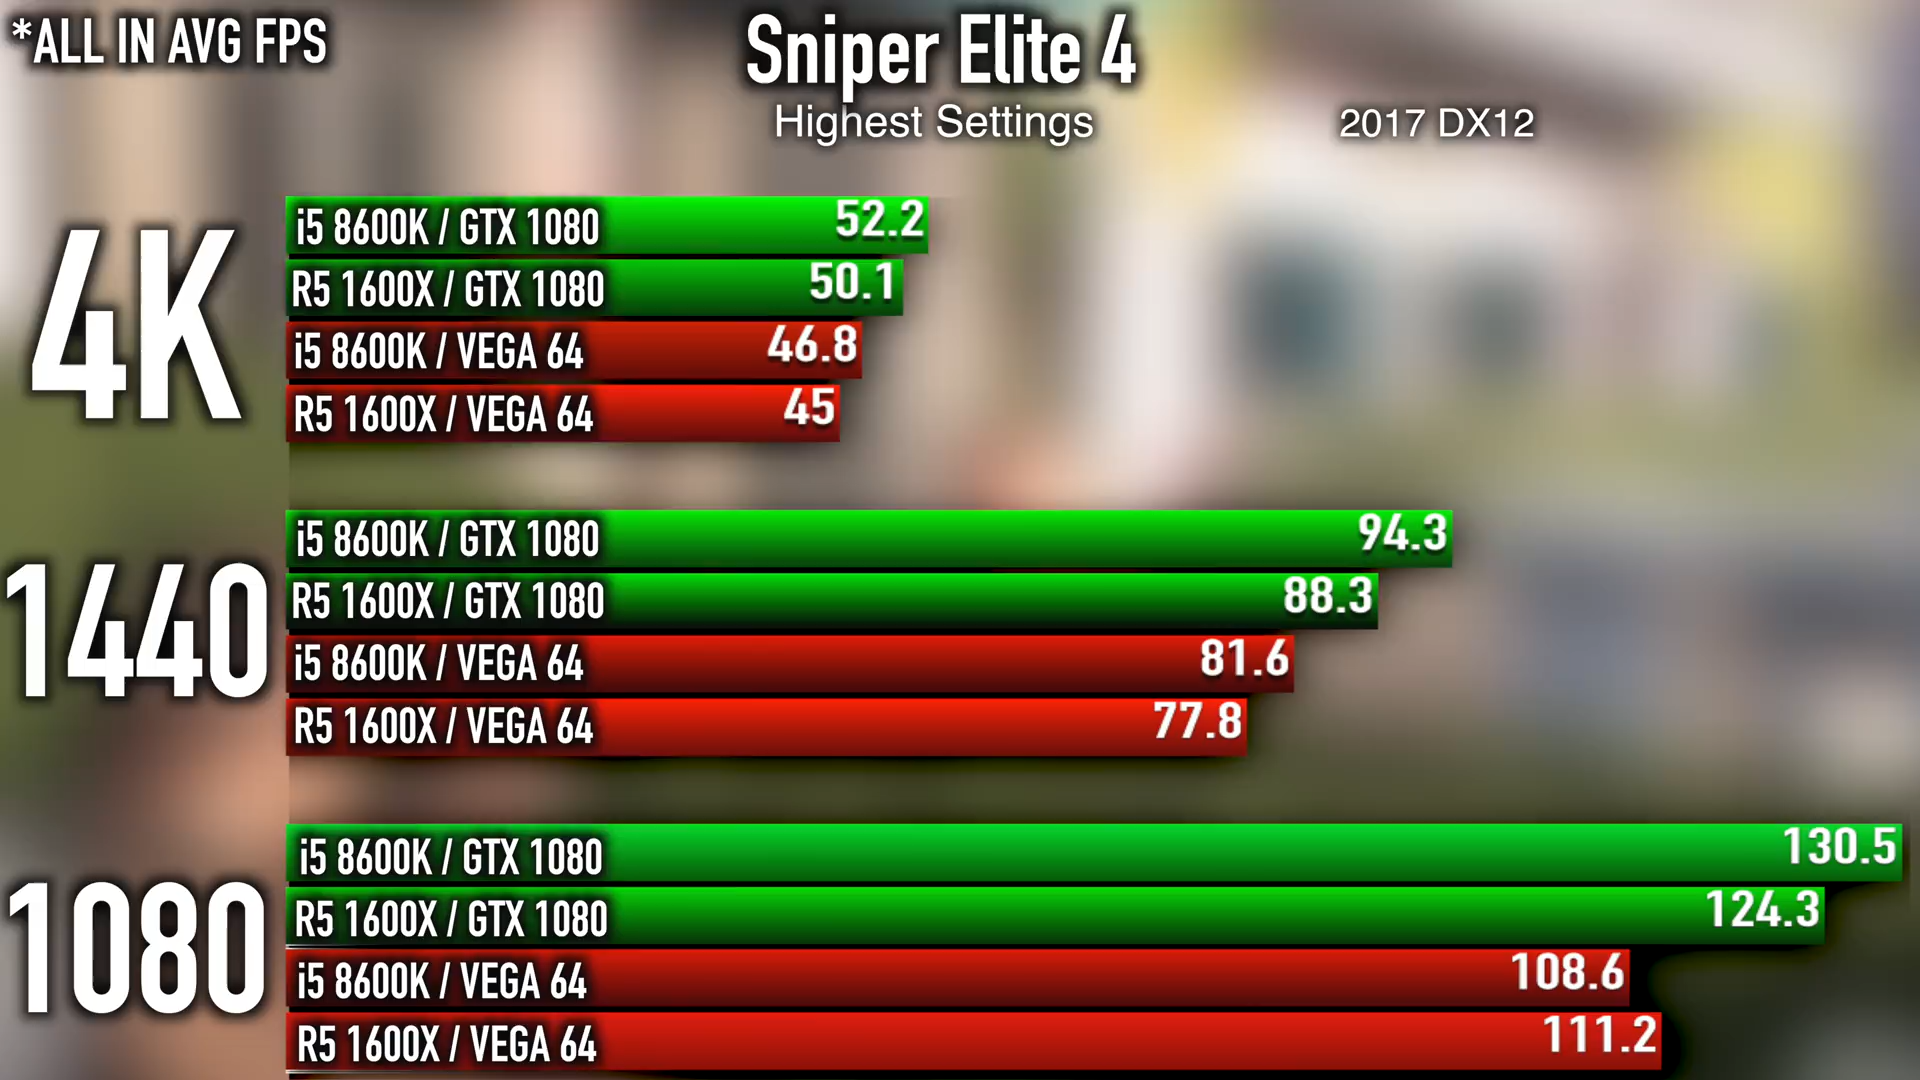 *ALL IN AVG FPS
Sniper Elite 4
Highest Settings
2017 DX12
4K
i5 8600K / GTX 1080 52.2
R5 1600X / GTX 1080 50.1
i5 8600K / VEGA 64 46.8
R5 1600X / VEGA 64 45
1440
i5 8600K / GTX 1080 94.3
R5 1600X / GTX 1080 88.3
i5 8600K / VEGA 64 81.6
R5 1600X / VEGA 64 77.8
1080
i5 8600K / GTX 1080 130.5
R5 1600X / GTX 1080 124.3
i5 8600K / VEGA 64 108.6
R5 1600X / VEGA 64 111.2